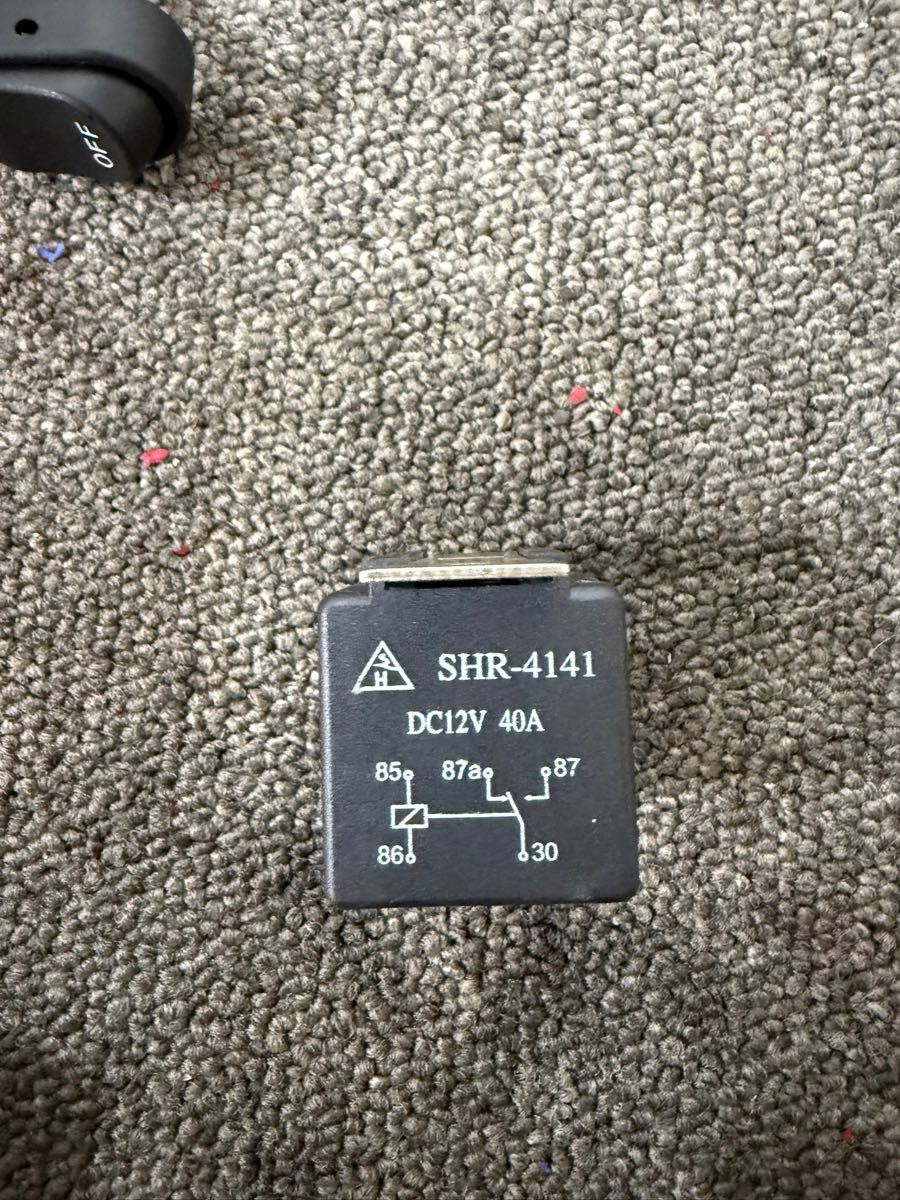 OFF
S
H
SHR-4141
DC12V 40A
85 87a 87
86 30